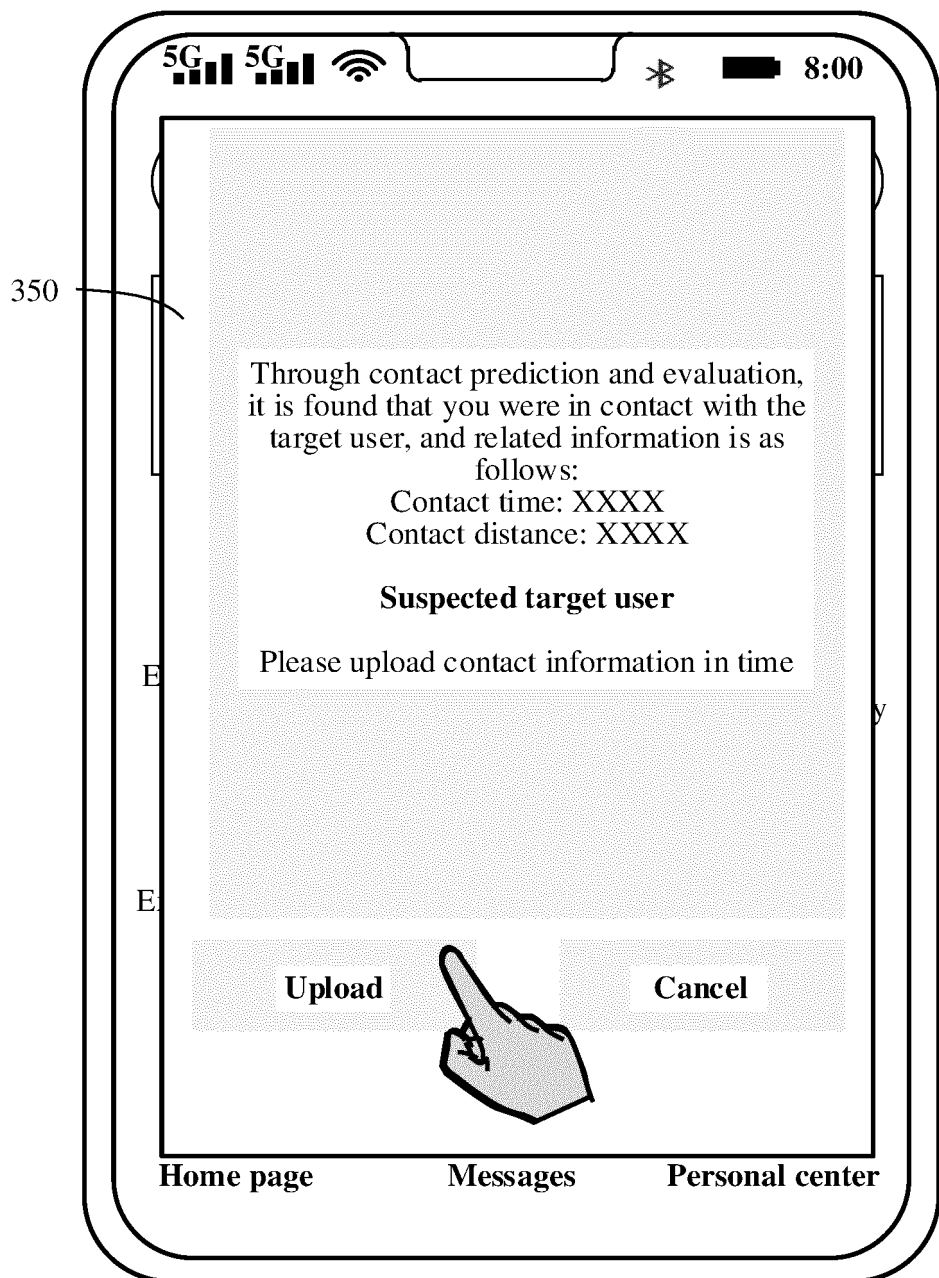 5G 5G 8:00
350
Through contact prediction and evaluation,
it is found that you were in contact with the
target user, and related information is as
follows:
Contact time: XXXX
Contact distance: XXXX
Suspected target user
Please upload contact information in time
E
y
E
Upload Cancel
Home page Messages Personal center